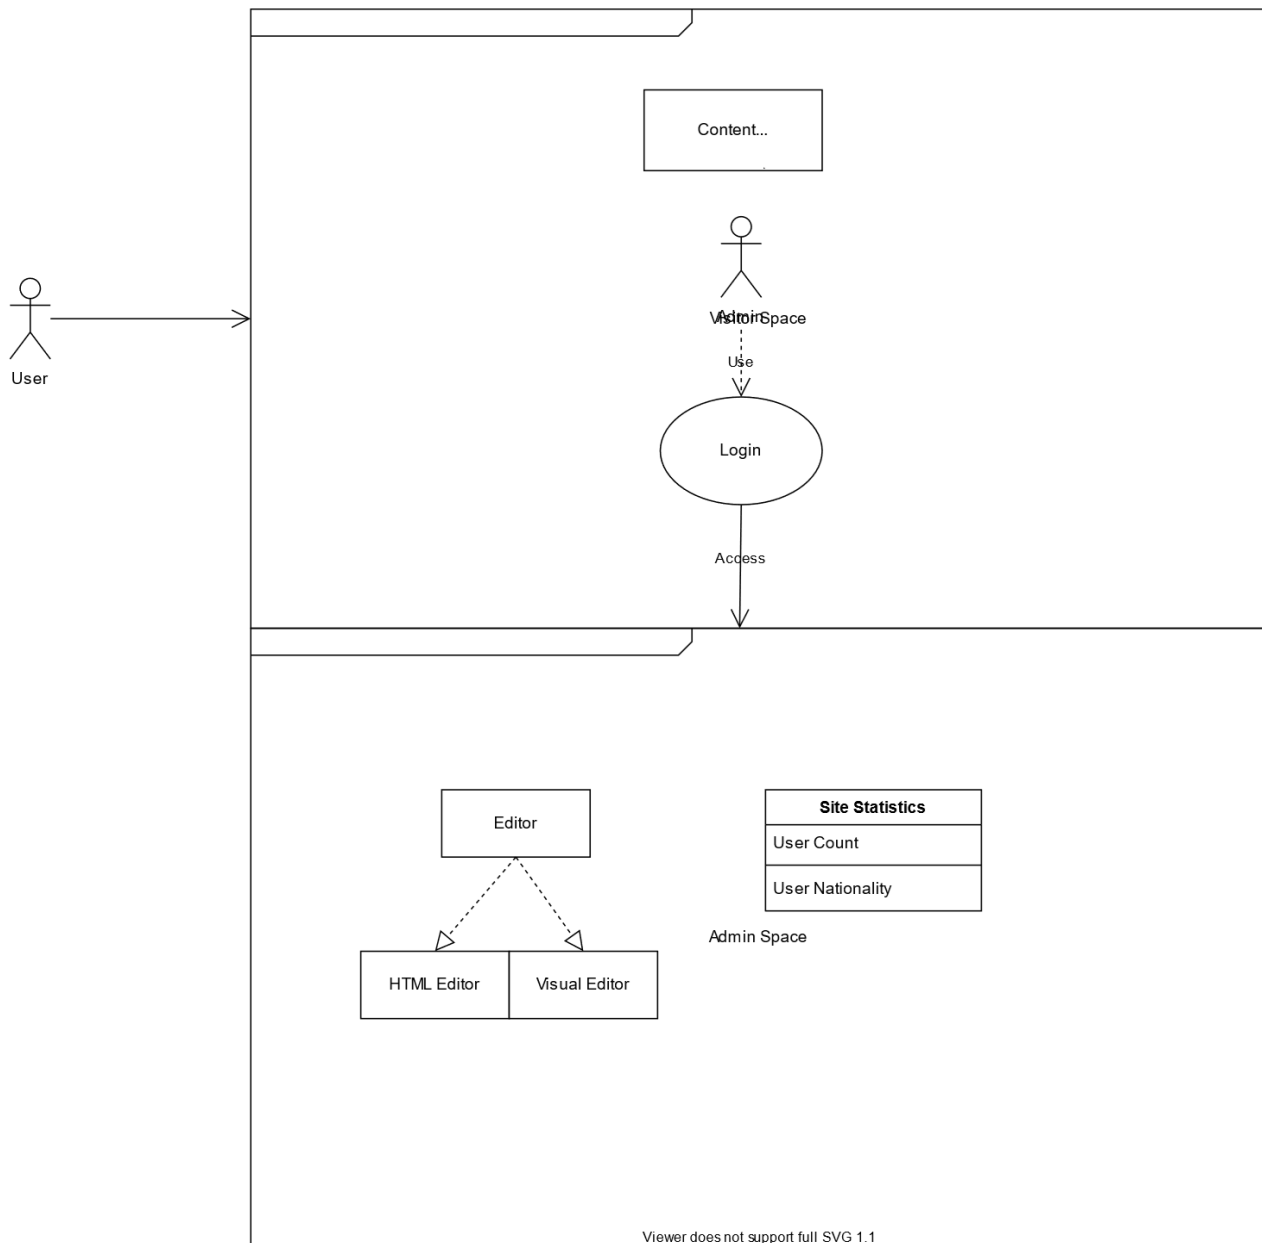 Content...
Admin
Visitor Space
User
Use
Login
Access
Editor
Site Statistics
User Count
User Nationality
Admin Space
HTML Editor
Visual Editor
Viewer does not support full SVG 1.1